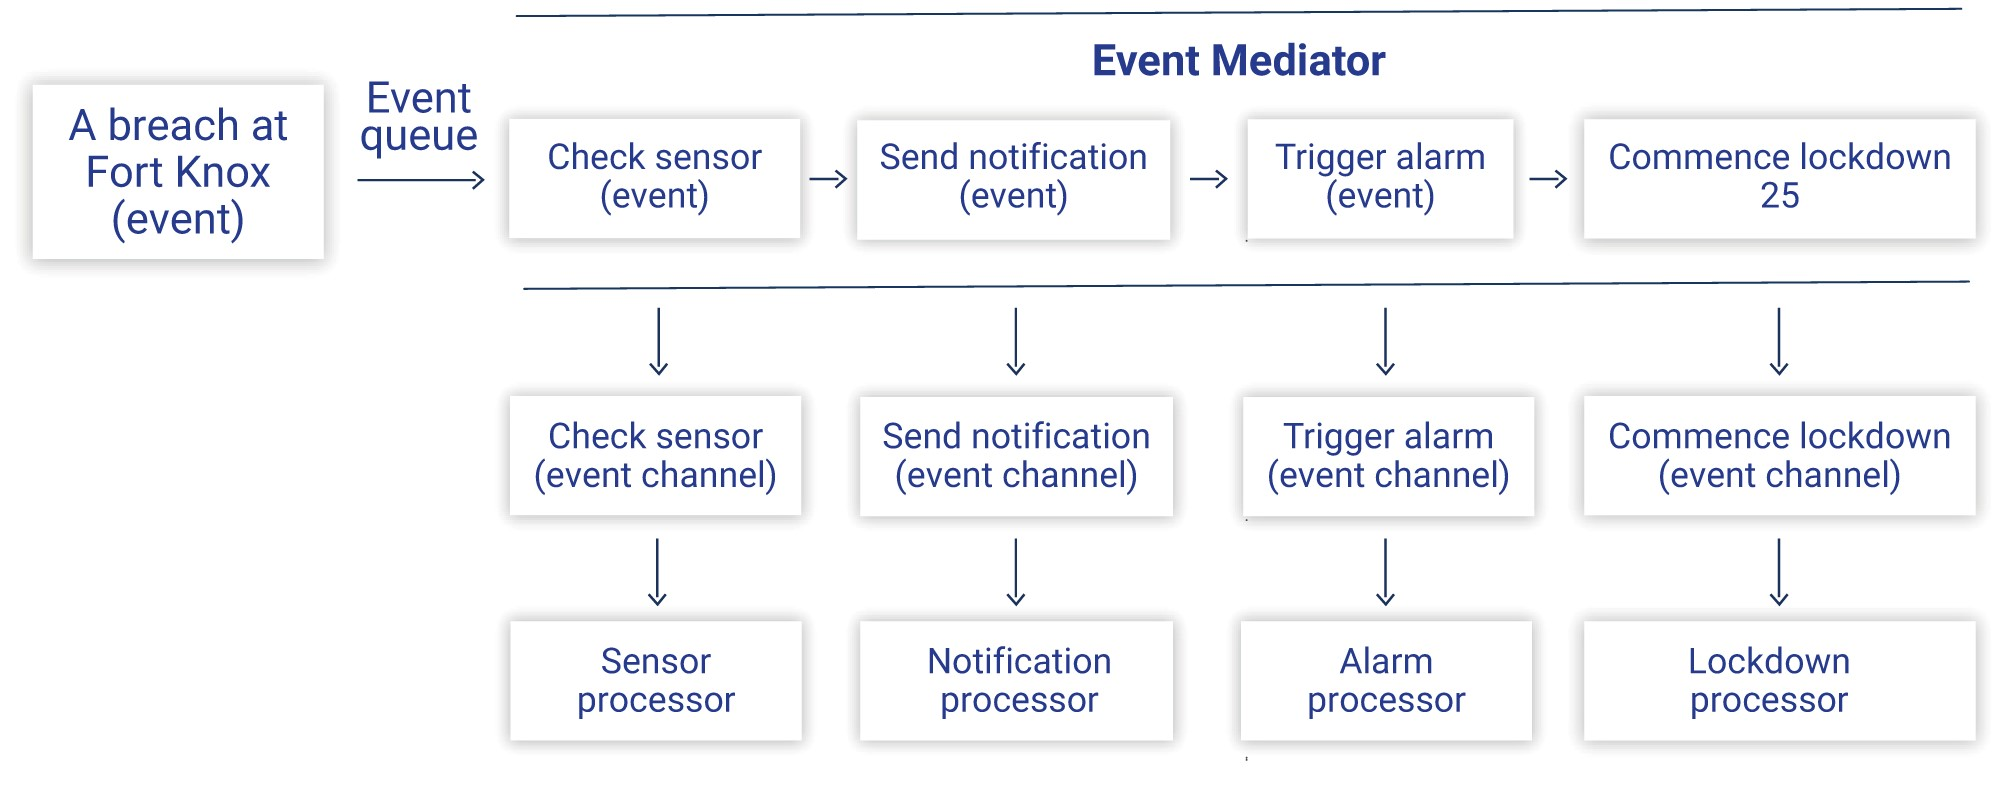 Event Mediator
A breach at
Fort Knox
(event)
Event
queue
Check sensor
(event)
Send notification
(event)
Trigger alarm
(event)
Commence lockdown
25
Check sensor
(event channel)
Send notification
(event channel)
Trigger alarm
(event channel)
Commence lockdown
(event channel)
Sensor
processor
Notification
processor
Alarm
processor
Lockdown
processor